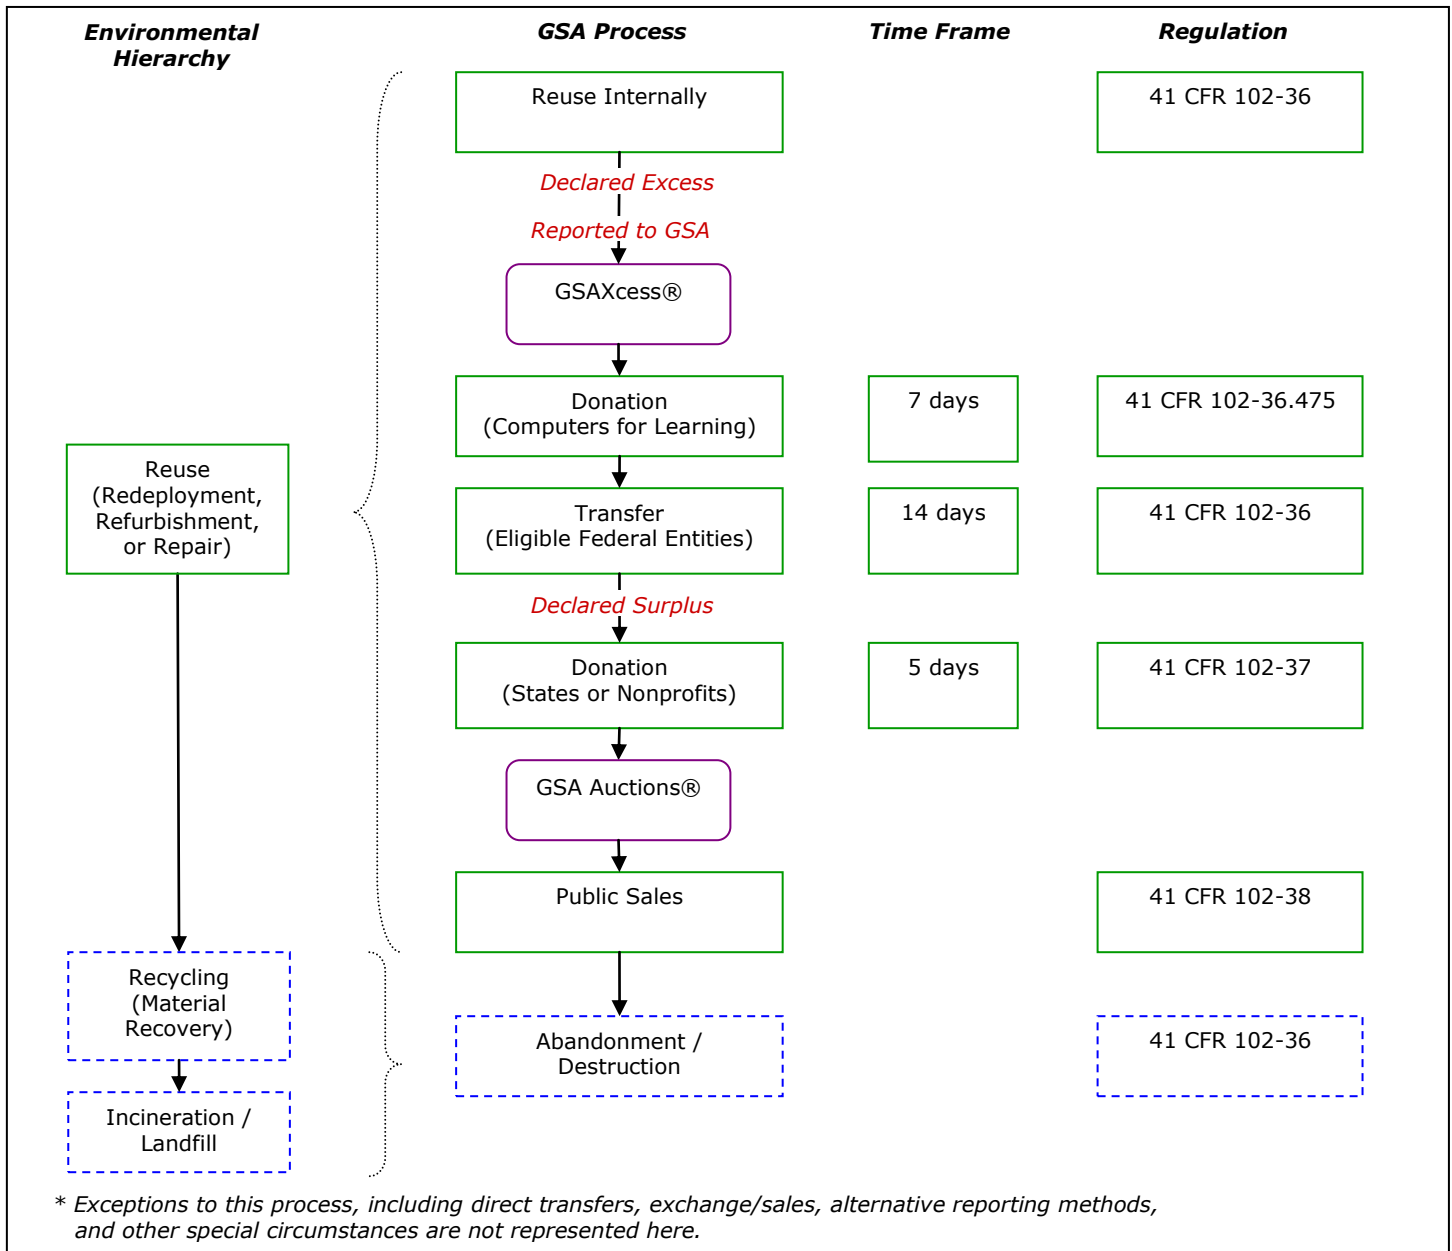 Environmental
Hierarchy
GSA Process
Time Frame
Regulation
Reuse Internally
41 CFR 102-36
Declared Excess
Reported to GSA
GSAXcess®
Donation
(Computers for Learning)
7 days
41 CFR 102-36.475
Reuse
(Redeployment,
Refurbishment,
or Repair)
Transfer
(Eligible Federal Entities)
14 days
41 CFR 102-36
Declared Surplus
Donation
(States or Nonprofits)
5 days
41 CFR 102-37
GSA Auctions®
Public Sales
41 CFR 102-38
Recycling
(Material
Recovery)
Abandonment /
Destruction
41 CFR 102-36
Incineration /
Landfill
* Exceptions to this process, including direct transfers, exchange/sales, alternative reporting methods,
and other special circumstances are not represented here.